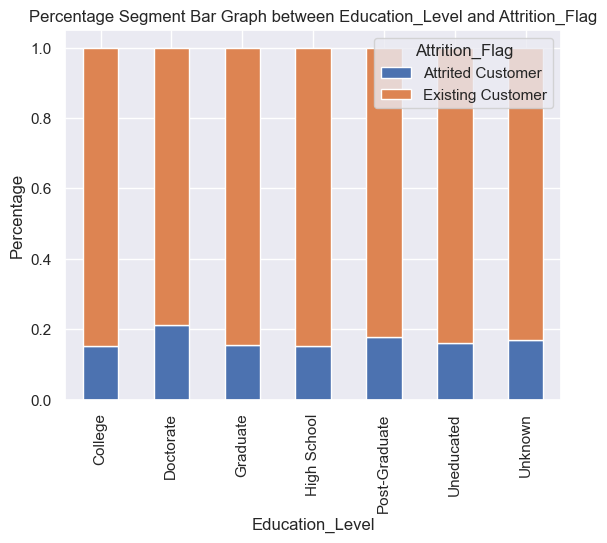 Percentage Segment Bar Graph between Education_Level and Attrition_Flag
Attrition_Flag
Attrited Customer
Existing Customer
Percentage
1.0
0.8
0.6
0.4
0.2
0.0
College
Doctorate
Graduate
High School
Post-Graduate
Uneducated
Unknown
Education_Level